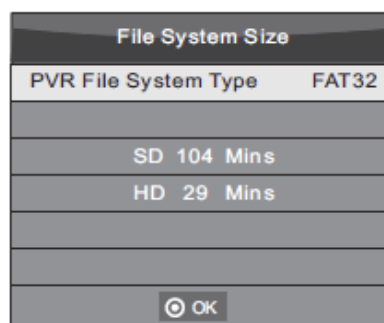 File System Size
PVR File System Type FAT32
SD 104 Mins
HD 29 Mins
OK